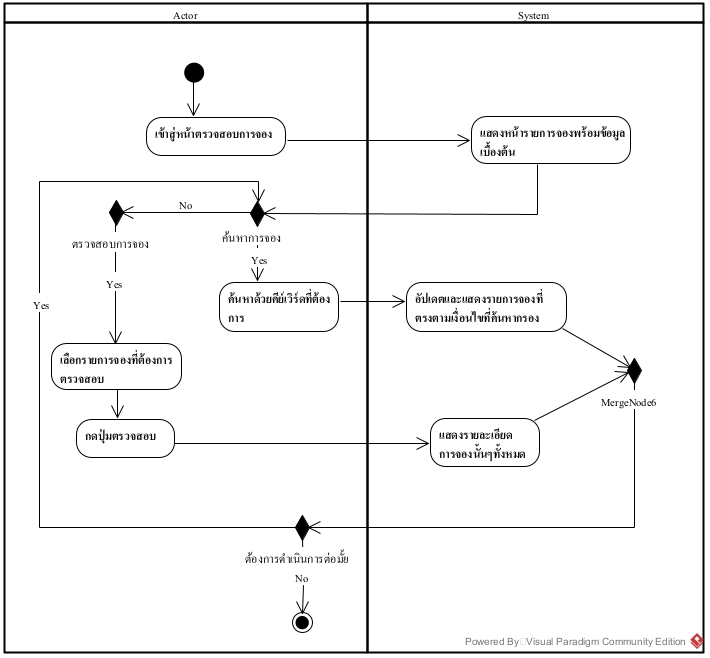 Actor
System
เข้าสู่หน้าตรวจสอบการจอง
แสดงหน้ารายการจองพร้อมข้อมูล
เบื้องต้น
No
ตรวจสอบการจอง
ค้นหาการจอง
Yes
Yes
Yes
ค้นหาด้วยคีย์เวิร์ดที่ต้อง
การ
อัปเดตและแสดงรายการจองที่
ตรงตามเงื่อนไขที่ค้นหากรอง
เลือกรายการจองที่ต้องการ
ตรวจสอบ
MergeNode6
กดปุ่มตรวจสอบ
แสดงรายละเอียด
การจองนั้นๆทั้งหมด
ต้องการดำเนินการต่อมั้ย
No
Powered By Visual Paradigm Community Edition